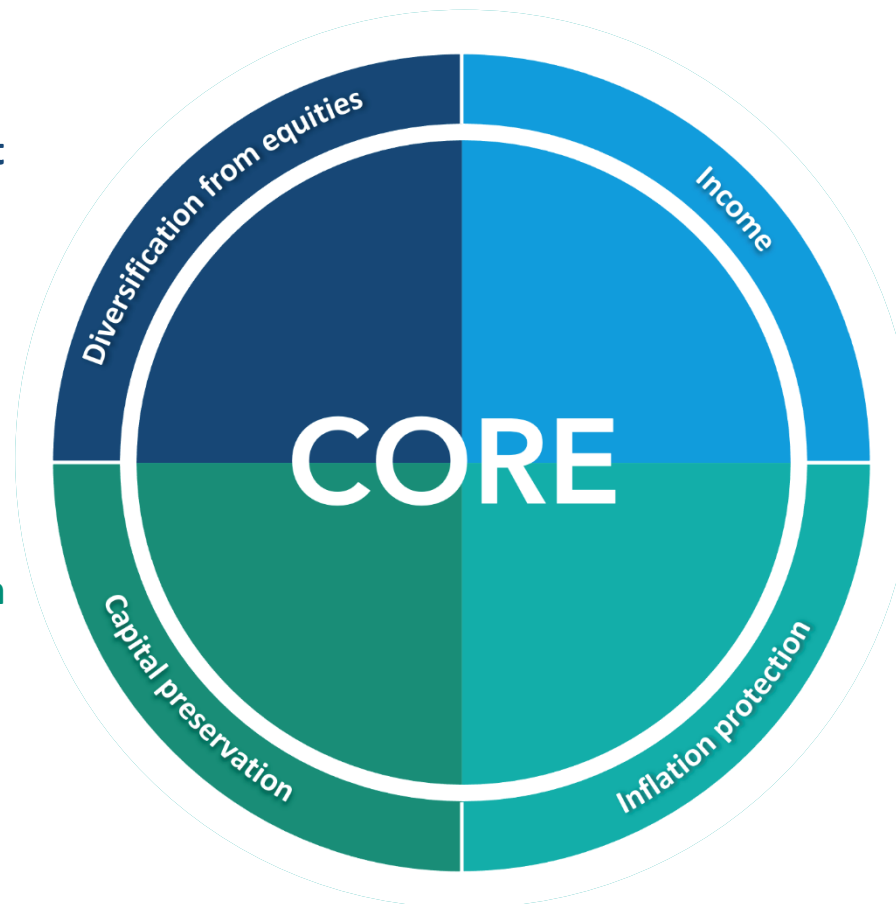 Diversification from equities
Income
CORE
Capital preservation
Inflation protection